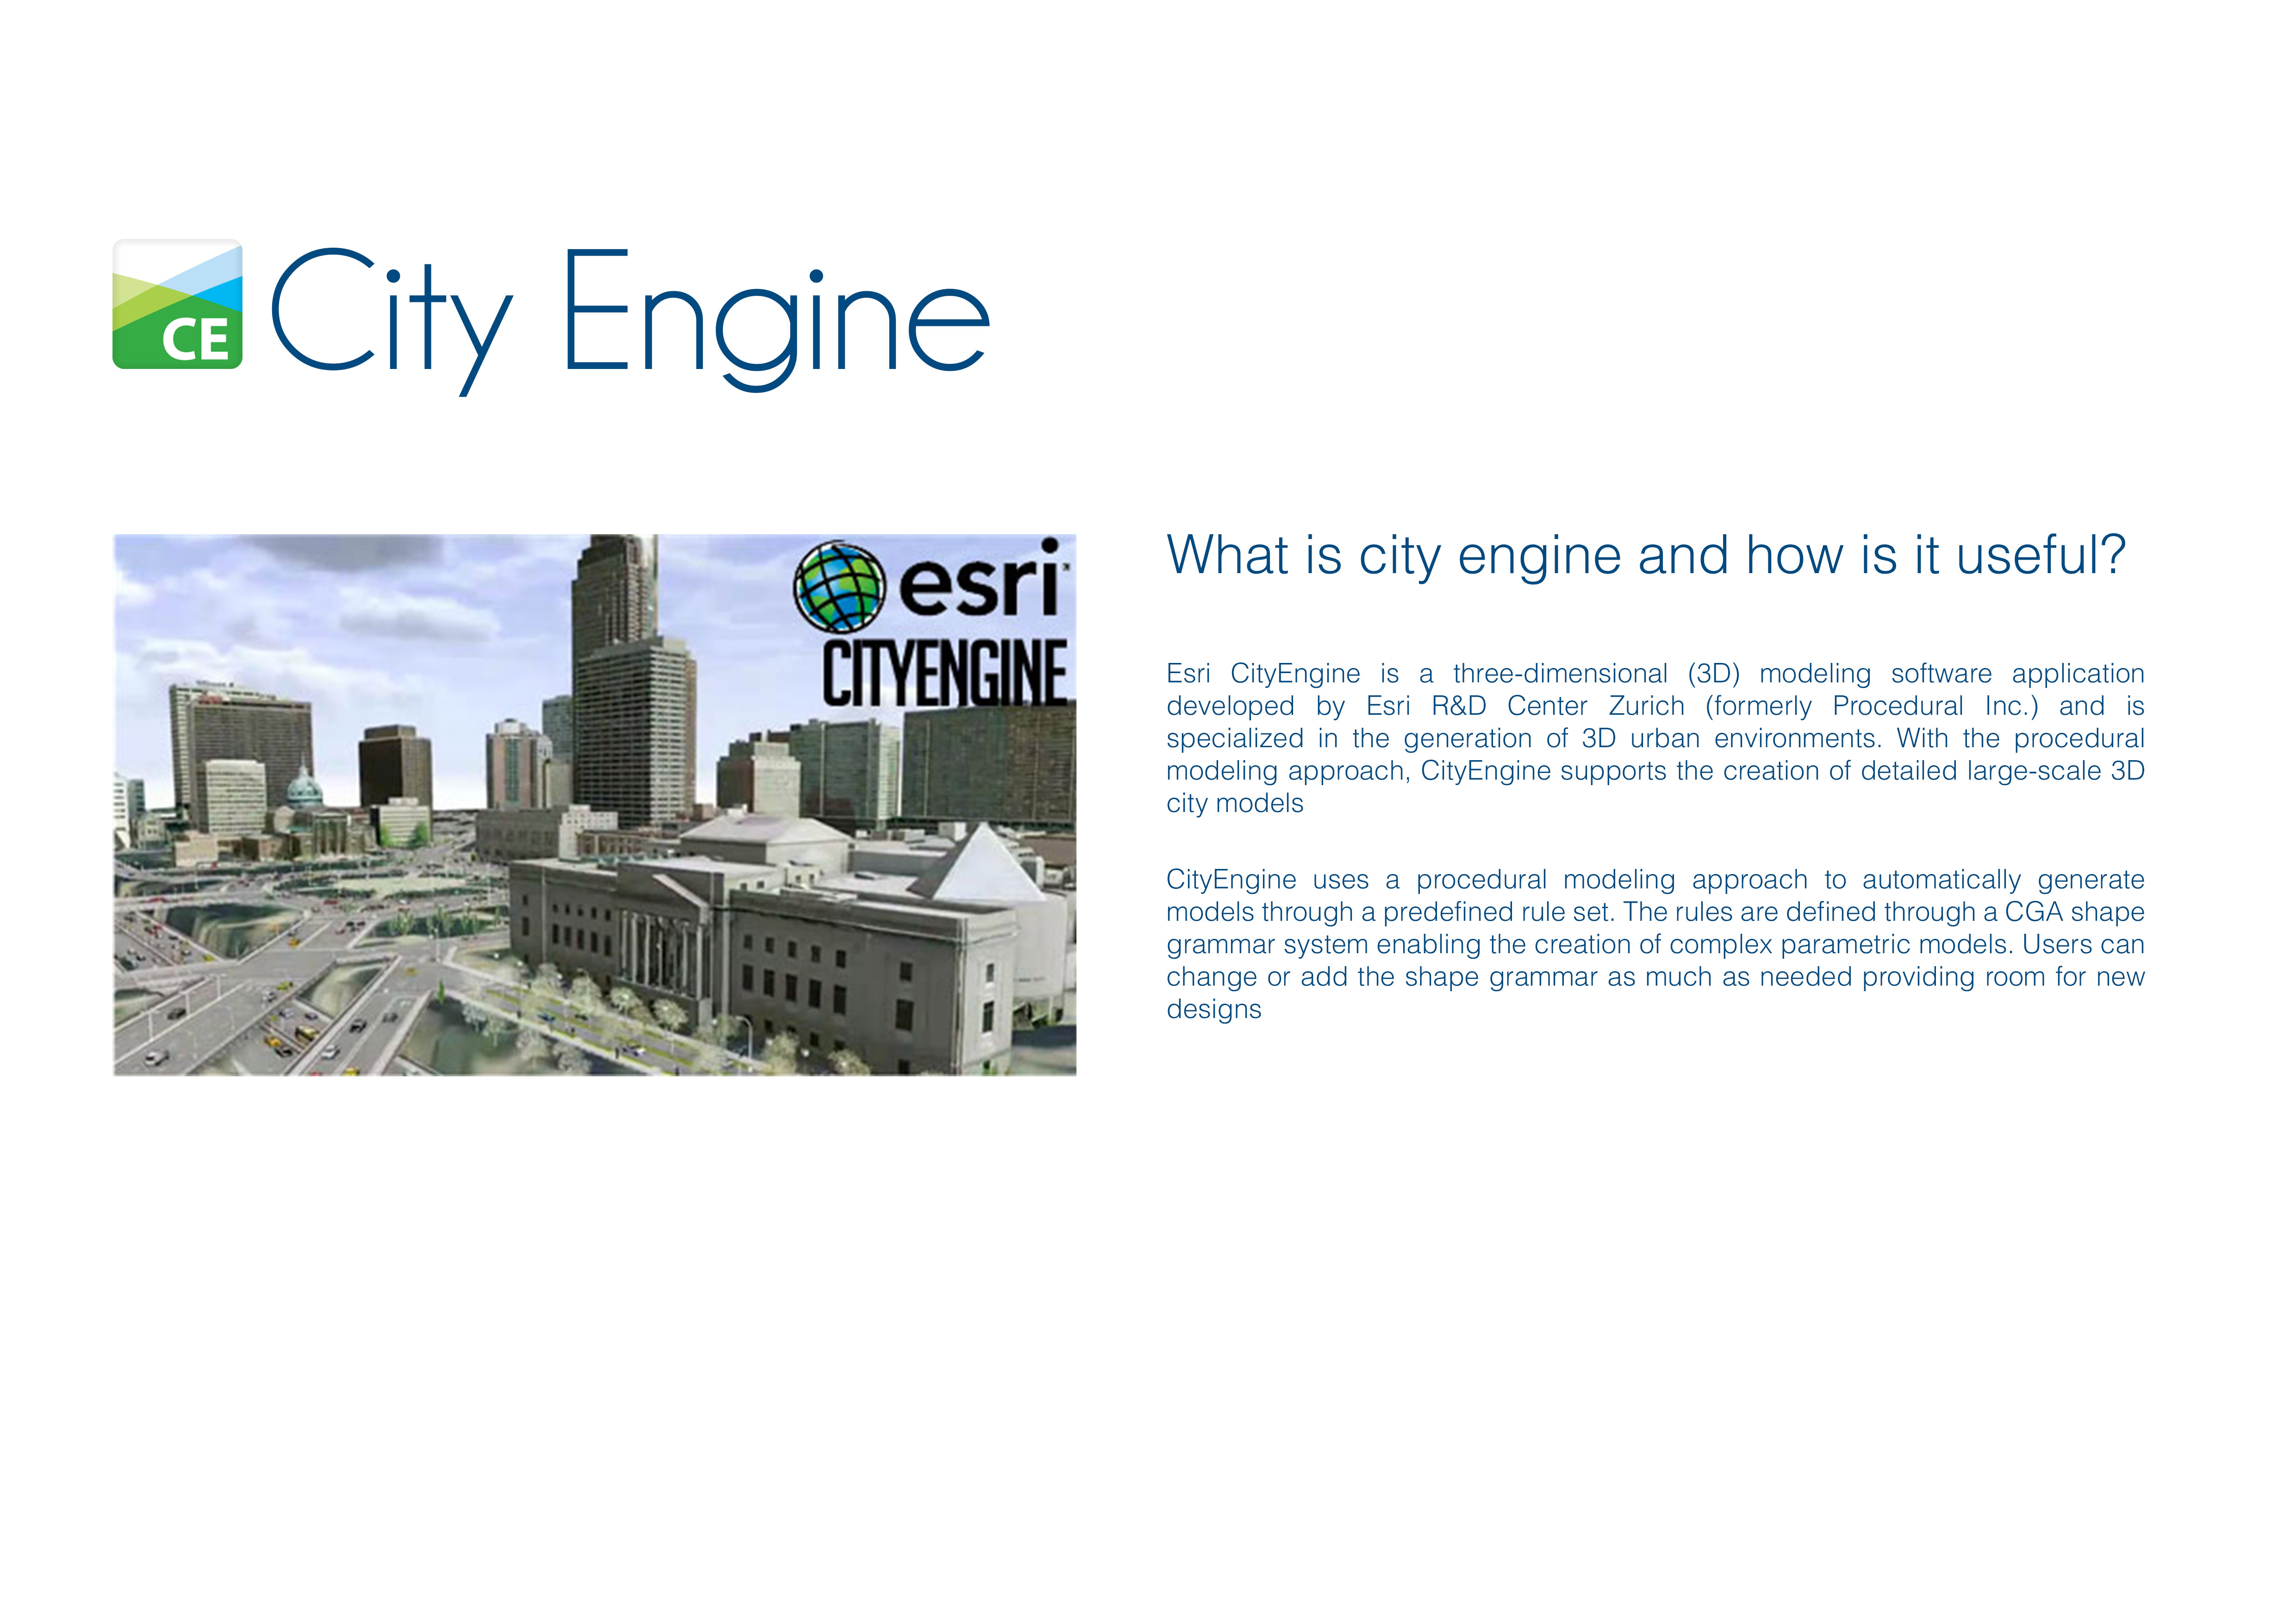 CE
City Engine
esri
CITYENGINE
What is city engine and how is it useful?
Esri CityEngine is a three-dimensional (3D) modeling software application
developed by Esri R&D Center Zurich (formerly Procedural Inc.) and is
specialized in the generation of 3D urban environments. With the procedural
modeling approach, CityEngine supports the creation of detailed large-scale 3D
city models
CityEngine uses a procedural modeling approach to automatically generate
models through a predefined rule set. The rules are defined through a CGA shape
grammar system enabling the creation of complex parametric models. Users can
change or add the shape grammar as much as needed providing room for new
designs